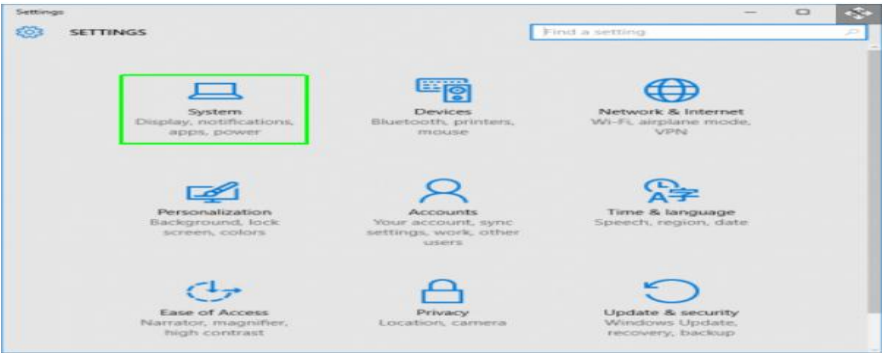 Settings
SETTINGS
Find a setting
System
Display, notifications,
apps, power
Devices
Bluetooth, printers,
mouse
Network & Internet
Wi-Fi, airplane mode,
VPN
Personalization
Background, lock
screen, colors
Accounts
Your account, sync
settings, work, other
users
Time & language
Speech, region, date
Ease of Access
Narrator, magnifier,
high contrast
Privacy
Location, camera
Update & security
Windows Update,
recovery, backup